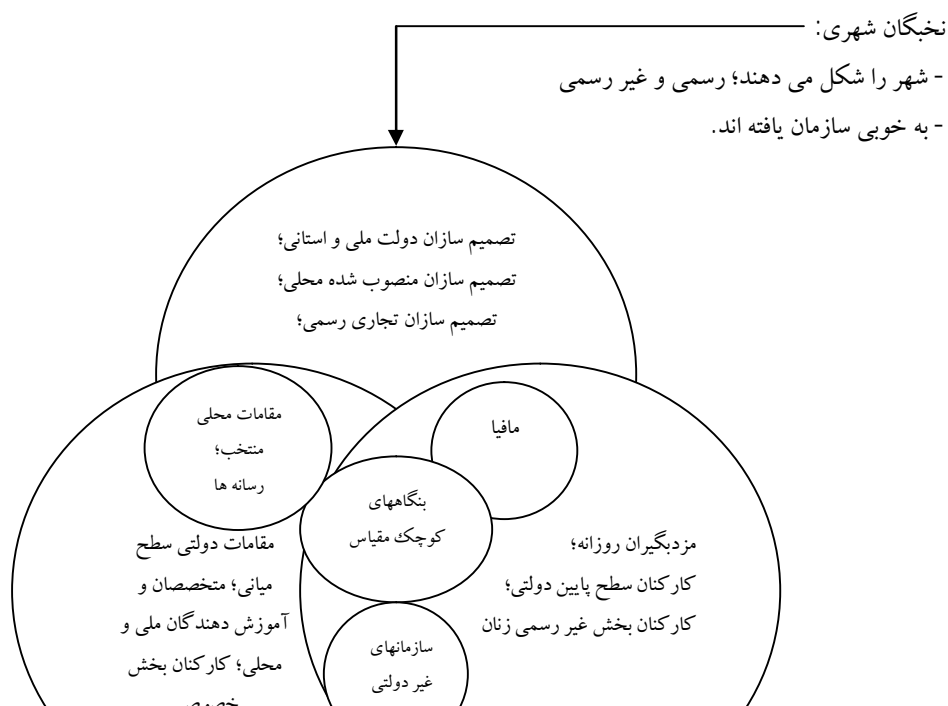 نخبگان شهری:
- شهر را شکل می دهند؛ رسمی و غیر رسمی
- به خوبی سازمان یافته اند.
تصمیم سازان دولت ملی و استانی؛
تصمیم سازان منصوب شده محلی؛
تصمیم سازان تجاری رسمی؛
مقامات محلی
منتخب؛
رسانه ها
مافیا
بنگاههای
کوچک مقیاس
مقامات دولتی سطح
میانی؛ متخصصان و
آموزش دهندگان ملی و
محلی؛ کارکنان بخش
مزدبگیران روزانه؛
کارکنان سطح پایین دولتی؛
کارکنان بخش غیر رسمی زنان
سازمانهای
غیر دولتی